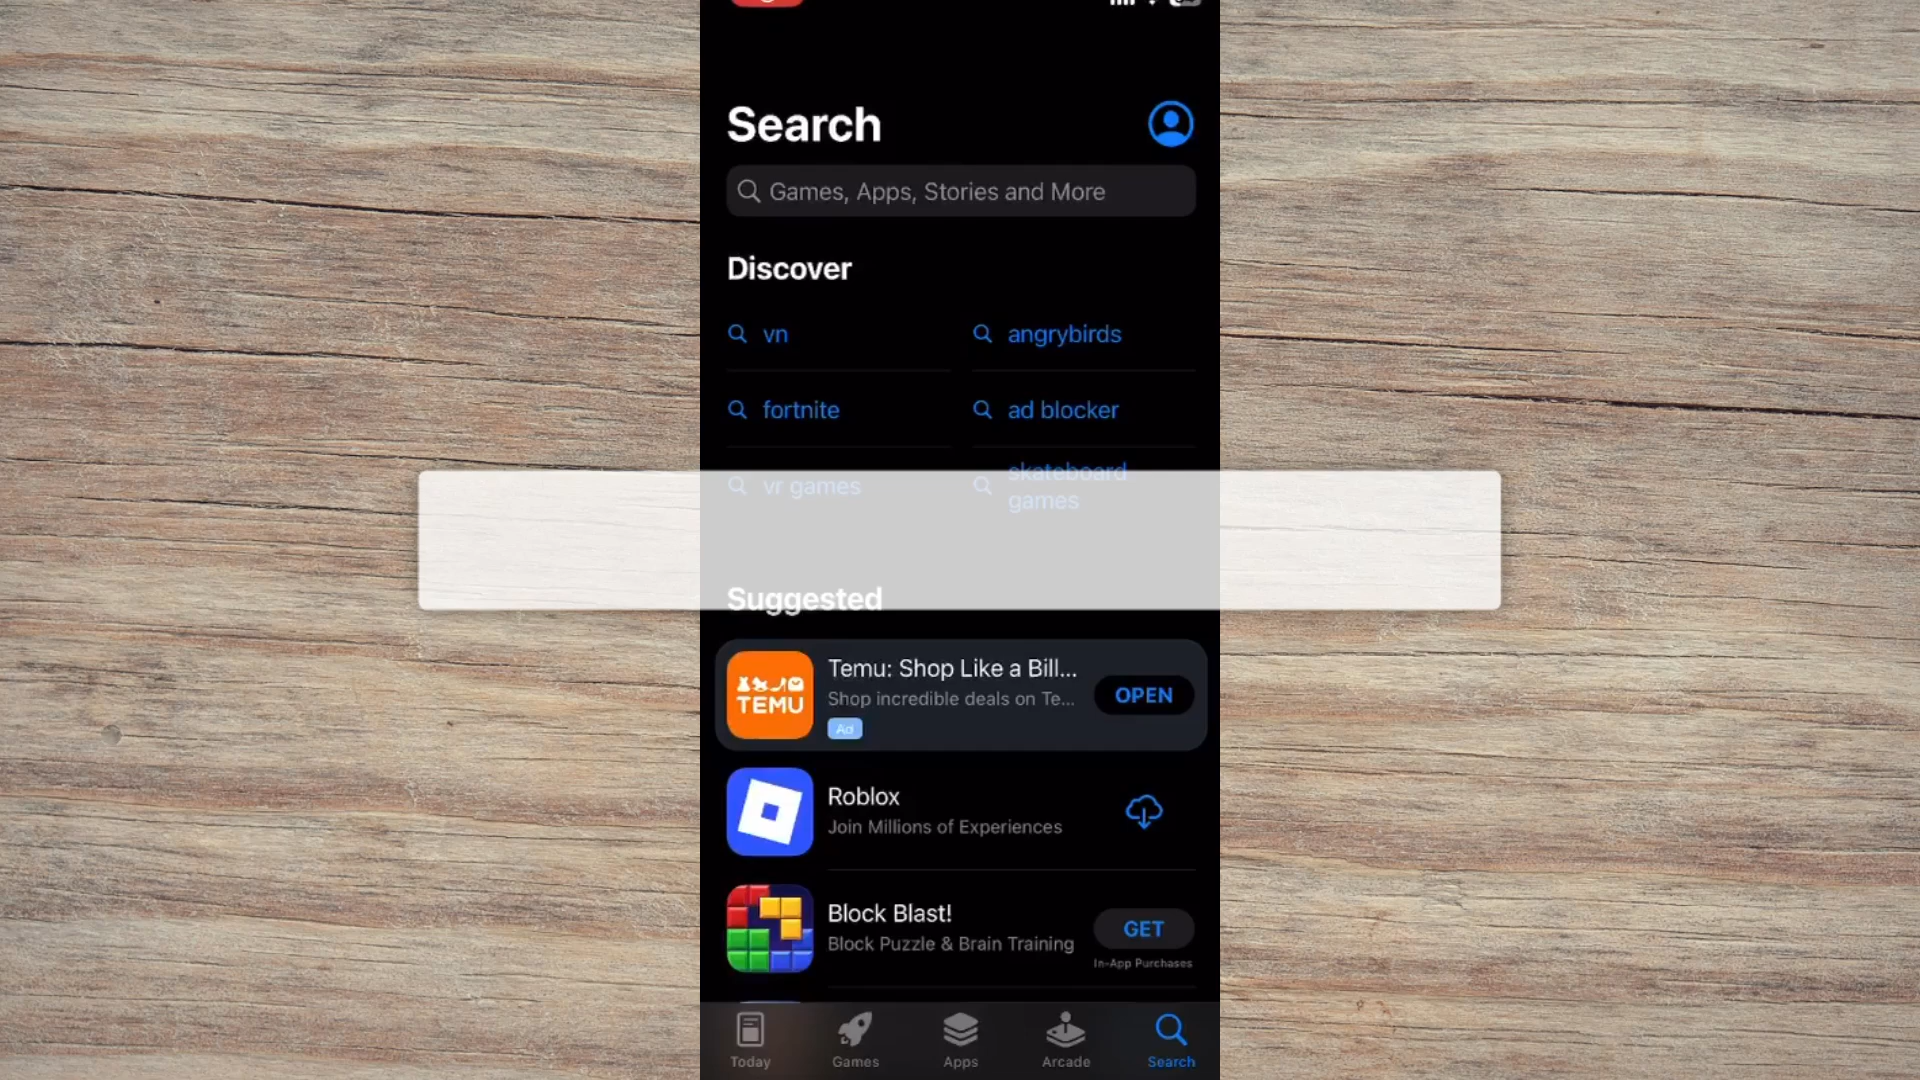 Search
Games, Apps, Stories and More
Discover
vn
angrybirds
fortnite
ad blocker
vr games
skateboard
games
Suggested
TEMU
Temu: Shop Like a Bill...
Shop incredible deals on Te...
Ad
OPEN
Roblox
Join Millions of Experiences
Block Blast!
Block Puzzle & Brain Training
GET
In-App Purchases
Today
Games
Apps
Arcade
Search